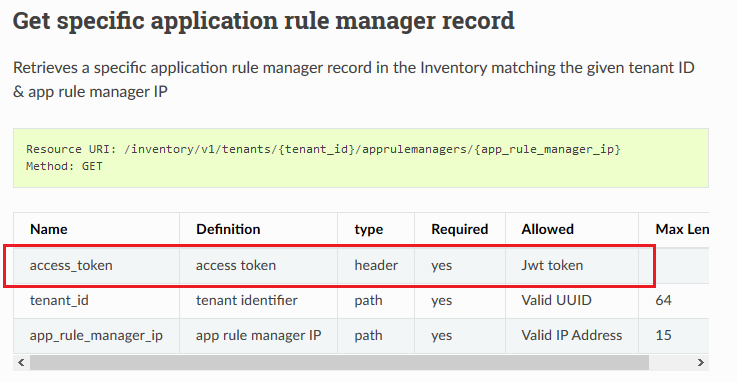 Get specific application rule manager record
Retrieves a specific application rule manager record in the Inventory matching the given tenant ID
& app rule manager IP
Resource URI: /inventory/v1/tenants/{tenant_id}/apprulemanagers/{app_rule_manager_ip}
Method: GET
Name Definition type Required Allowed Max Len
access_token access token header yes Jwt token
tenant_id tenant identifier path yes Valid UUID 64
app_rule_manager_ip app rule manager IP path yes Valid IP Address 15